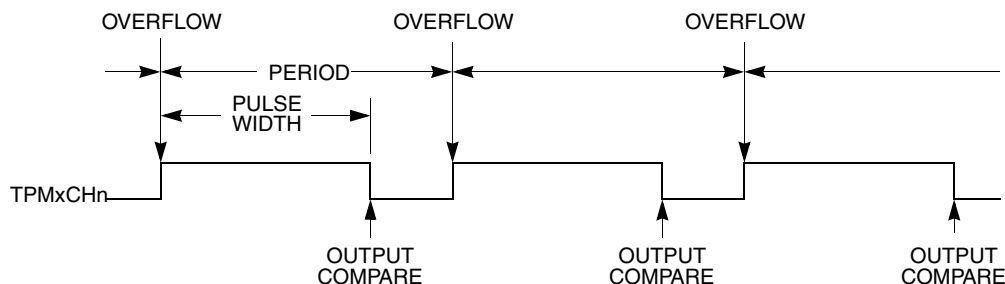 OVERFLOW
OVERFLOW
OVERFLOW
PERIOD
PULSE
WIDTH
TPMxCHn
OUTPUT
COMPARE
OUTPUT
COMPARE
OUTPUT
COMPARE